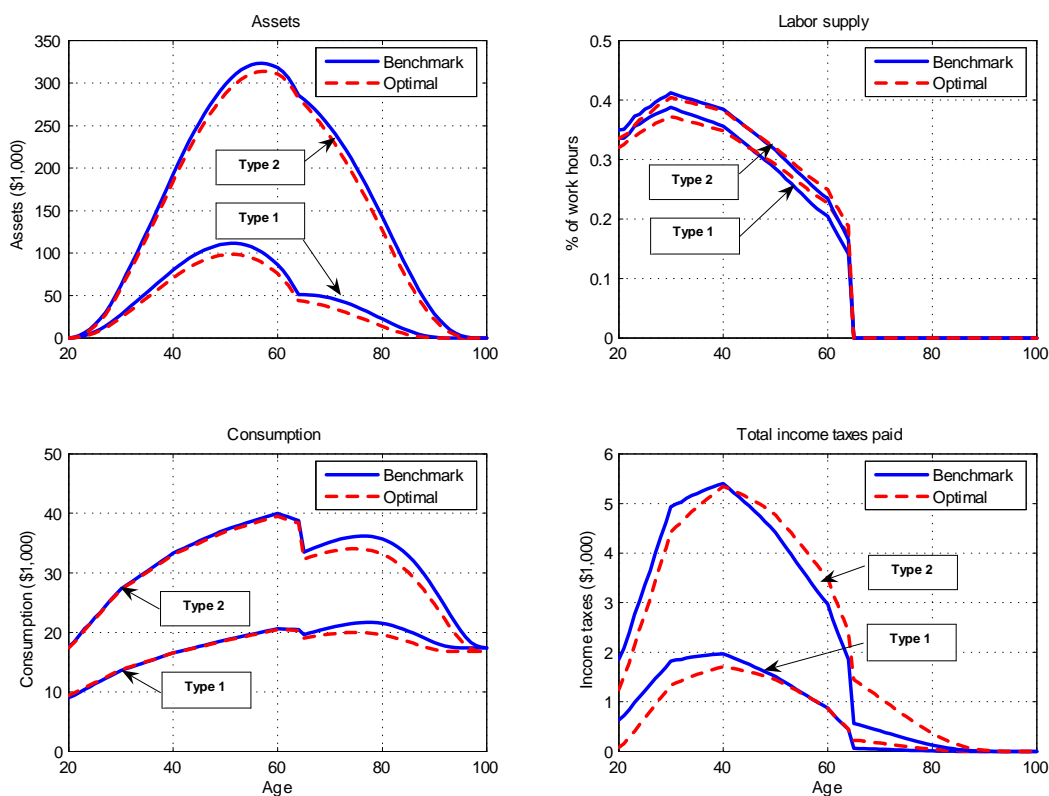 Assets
350
300
250
200
150
100
50
0
Assets ($1,000)
20 40 60 80 100
Benchmark
Optimal
Type 2
Type 1
Labor supply
0.5
0.4
0.3
0.2
0.1
0
% of work hours
20 40 60 80 100
Benchmark
Optimal
Type 2
Type 1
Consumption
50
40
30
20
10
0
Consumption ($1,000)
20 40 60 80 100
Age
Benchmark
Optimal
Type 2
Type 1
Total income taxes paid
6
5
4
3
2
1
0
Income taxes ($1,000)
20 40 60 80 100
Age
Benchmark
Optimal
Type 2
Type 1